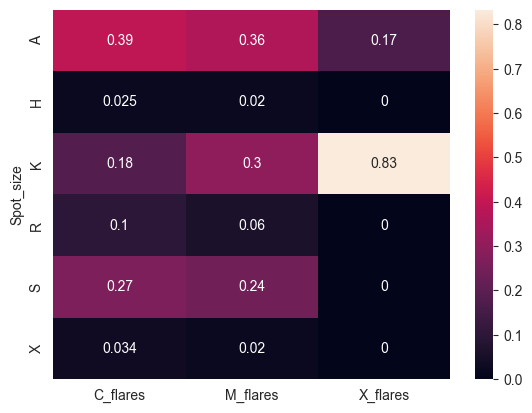 A 0.39 0.36 0.17
H 0.025 0.02 0
K 0.18 0.3 0.83
R 0.1 0.06 0
S 0.27 0.24 0
X 0.034 0.02 0
Spot_size
C_flares M_flares X_flares
0.8
0.7
0.6
0.5
0.4
0.3
0.2
0.1
0.0